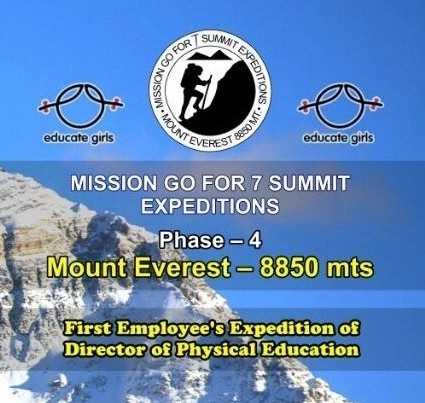 MISSION GO FOR 7 SUMMIT EXPEDITIONS
• MOUNT EVEREST 8850 MT. •
educate girls
educate girls
MISSION GO FOR 7 SUMMIT
EXPEDITIONS
Phase – 4
Mount Everest – 8850 mts
First Employee's Expedition of
Director of Physical Education